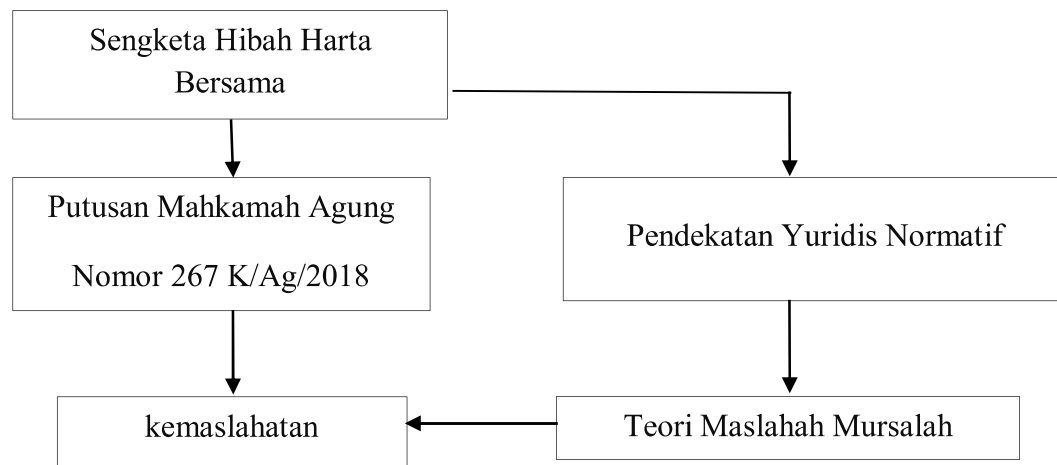 Sengketa Hibah Harta
Bersama
Putusan Mahkamah Agung
Nomor 267 K/Ag/2018
Pendekatan Yuridis Normatif
kemaslahatan
Teori Maslahah Mursalah